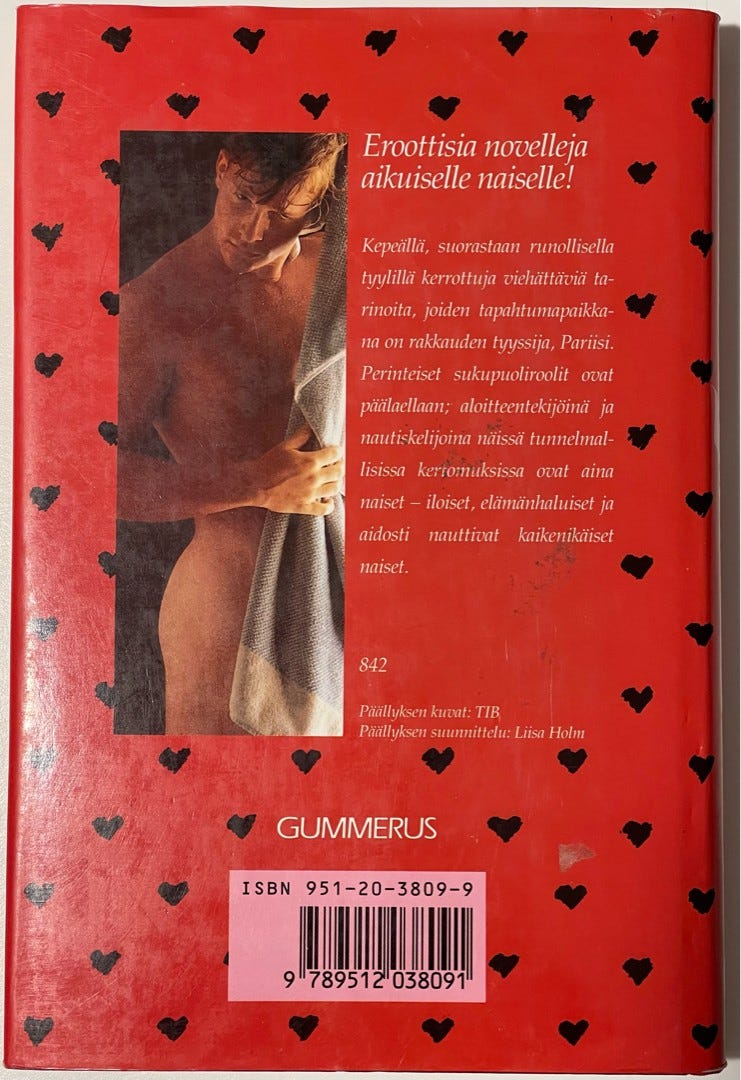 Eroottisia novelleja
aikuiselle naiselle!
Kepeällä, suorastaan runollisella
tyylillä kerrottuja viehättäviä ta-
rinoita, joiden tapahtumapaikka-
na on rakkauden tyyssija, Pariisi.
Perinteiset sukupuoliroolit ovat
päälaellaan; aloitteentekijöinä ja
nautiskelijoina näissä tunnelmal-
lisissa kertomuksissa ovat aina
naiset – iloiset, elämänhaluiset ja
aidosti nauttivat kaikenikäiset
naiset.
842
Päällyksen kuvat: TIB
Päällyksen suunnittelu: Liisa Holm
GUMMERUS
ISBN 951-20-3809-9
9 789512 038091